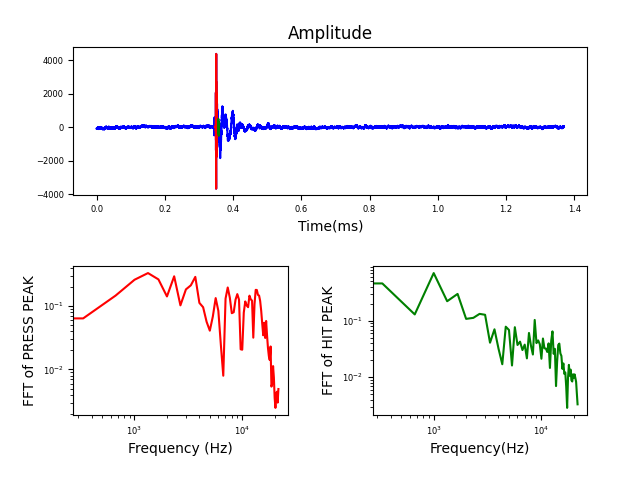 Amplitude
4000
2000
0
−2000
−4000
0.0 0.2 0.4 0.6 0.8 1.0 1.2 1.4
Time(ms)
FFT of PRESS PEAK
10⁻¹
10⁻²
10³ 10⁴
Frequency (Hz)
FFT of HIT PEAK
10⁻¹
10⁻²
10³ 10⁴
Frequency(Hz)